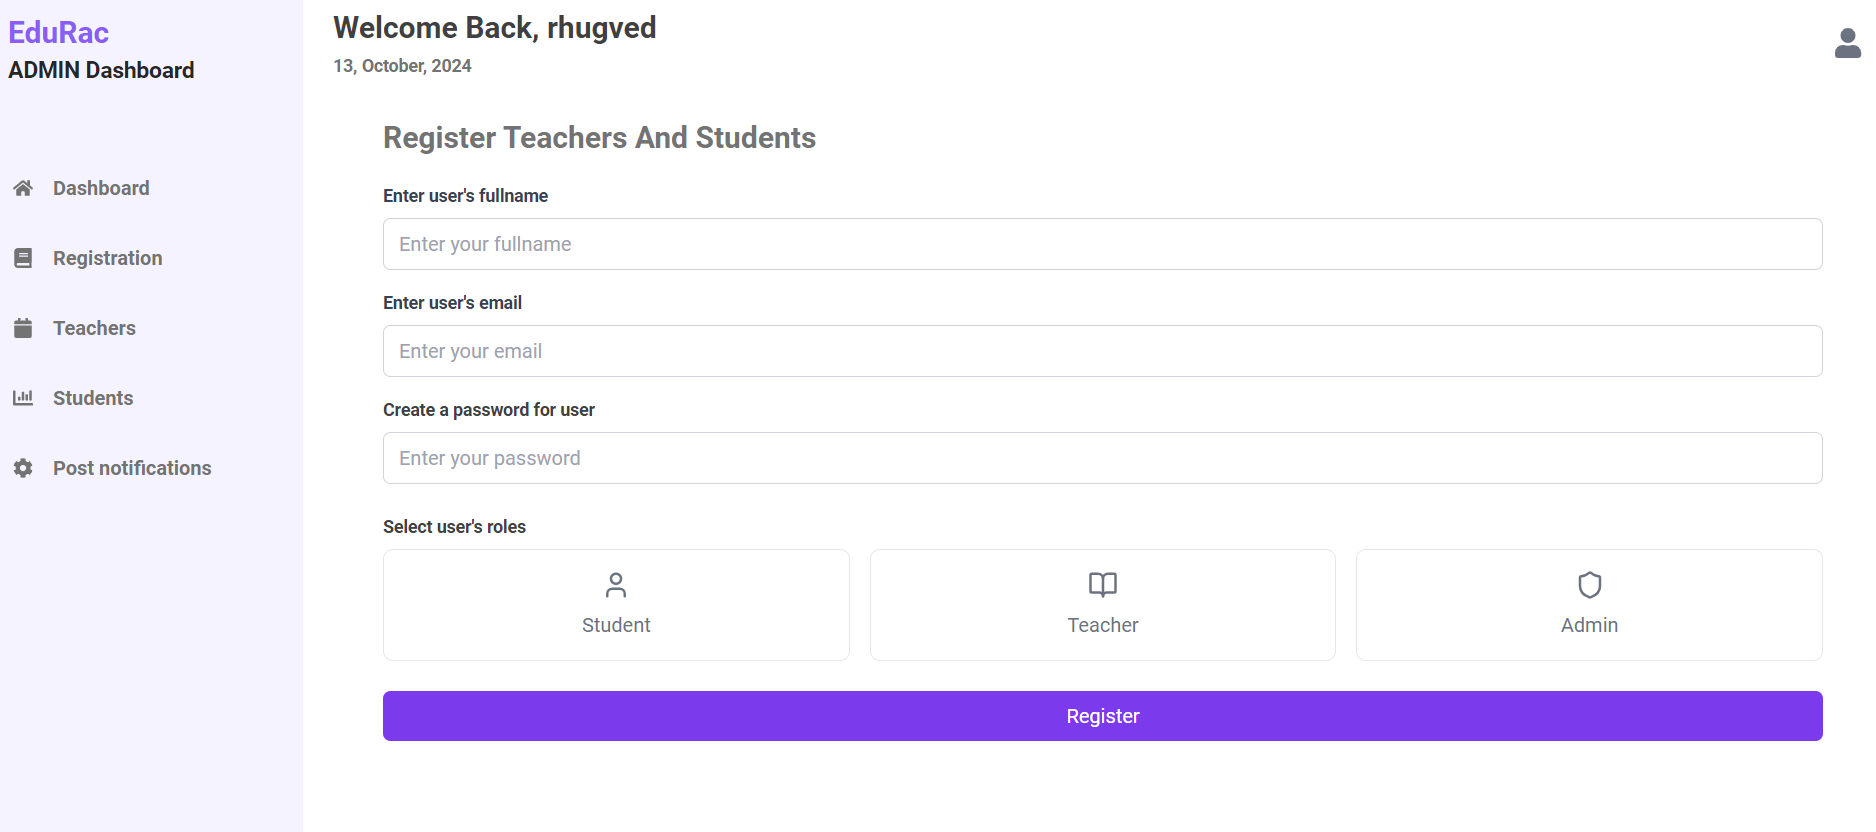 EduRac
ADMIN Dashboard
Dashboard
Registration
Teachers
Students
Post notifications
Welcome Back, rhugved
13, October, 2024
Register Teachers And Students
Enter user's fullname
Enter your fullname
Enter user's email
Enter your email
Create a password for user
Enter your password
Select user's roles
Student
Teacher
Admin
Register